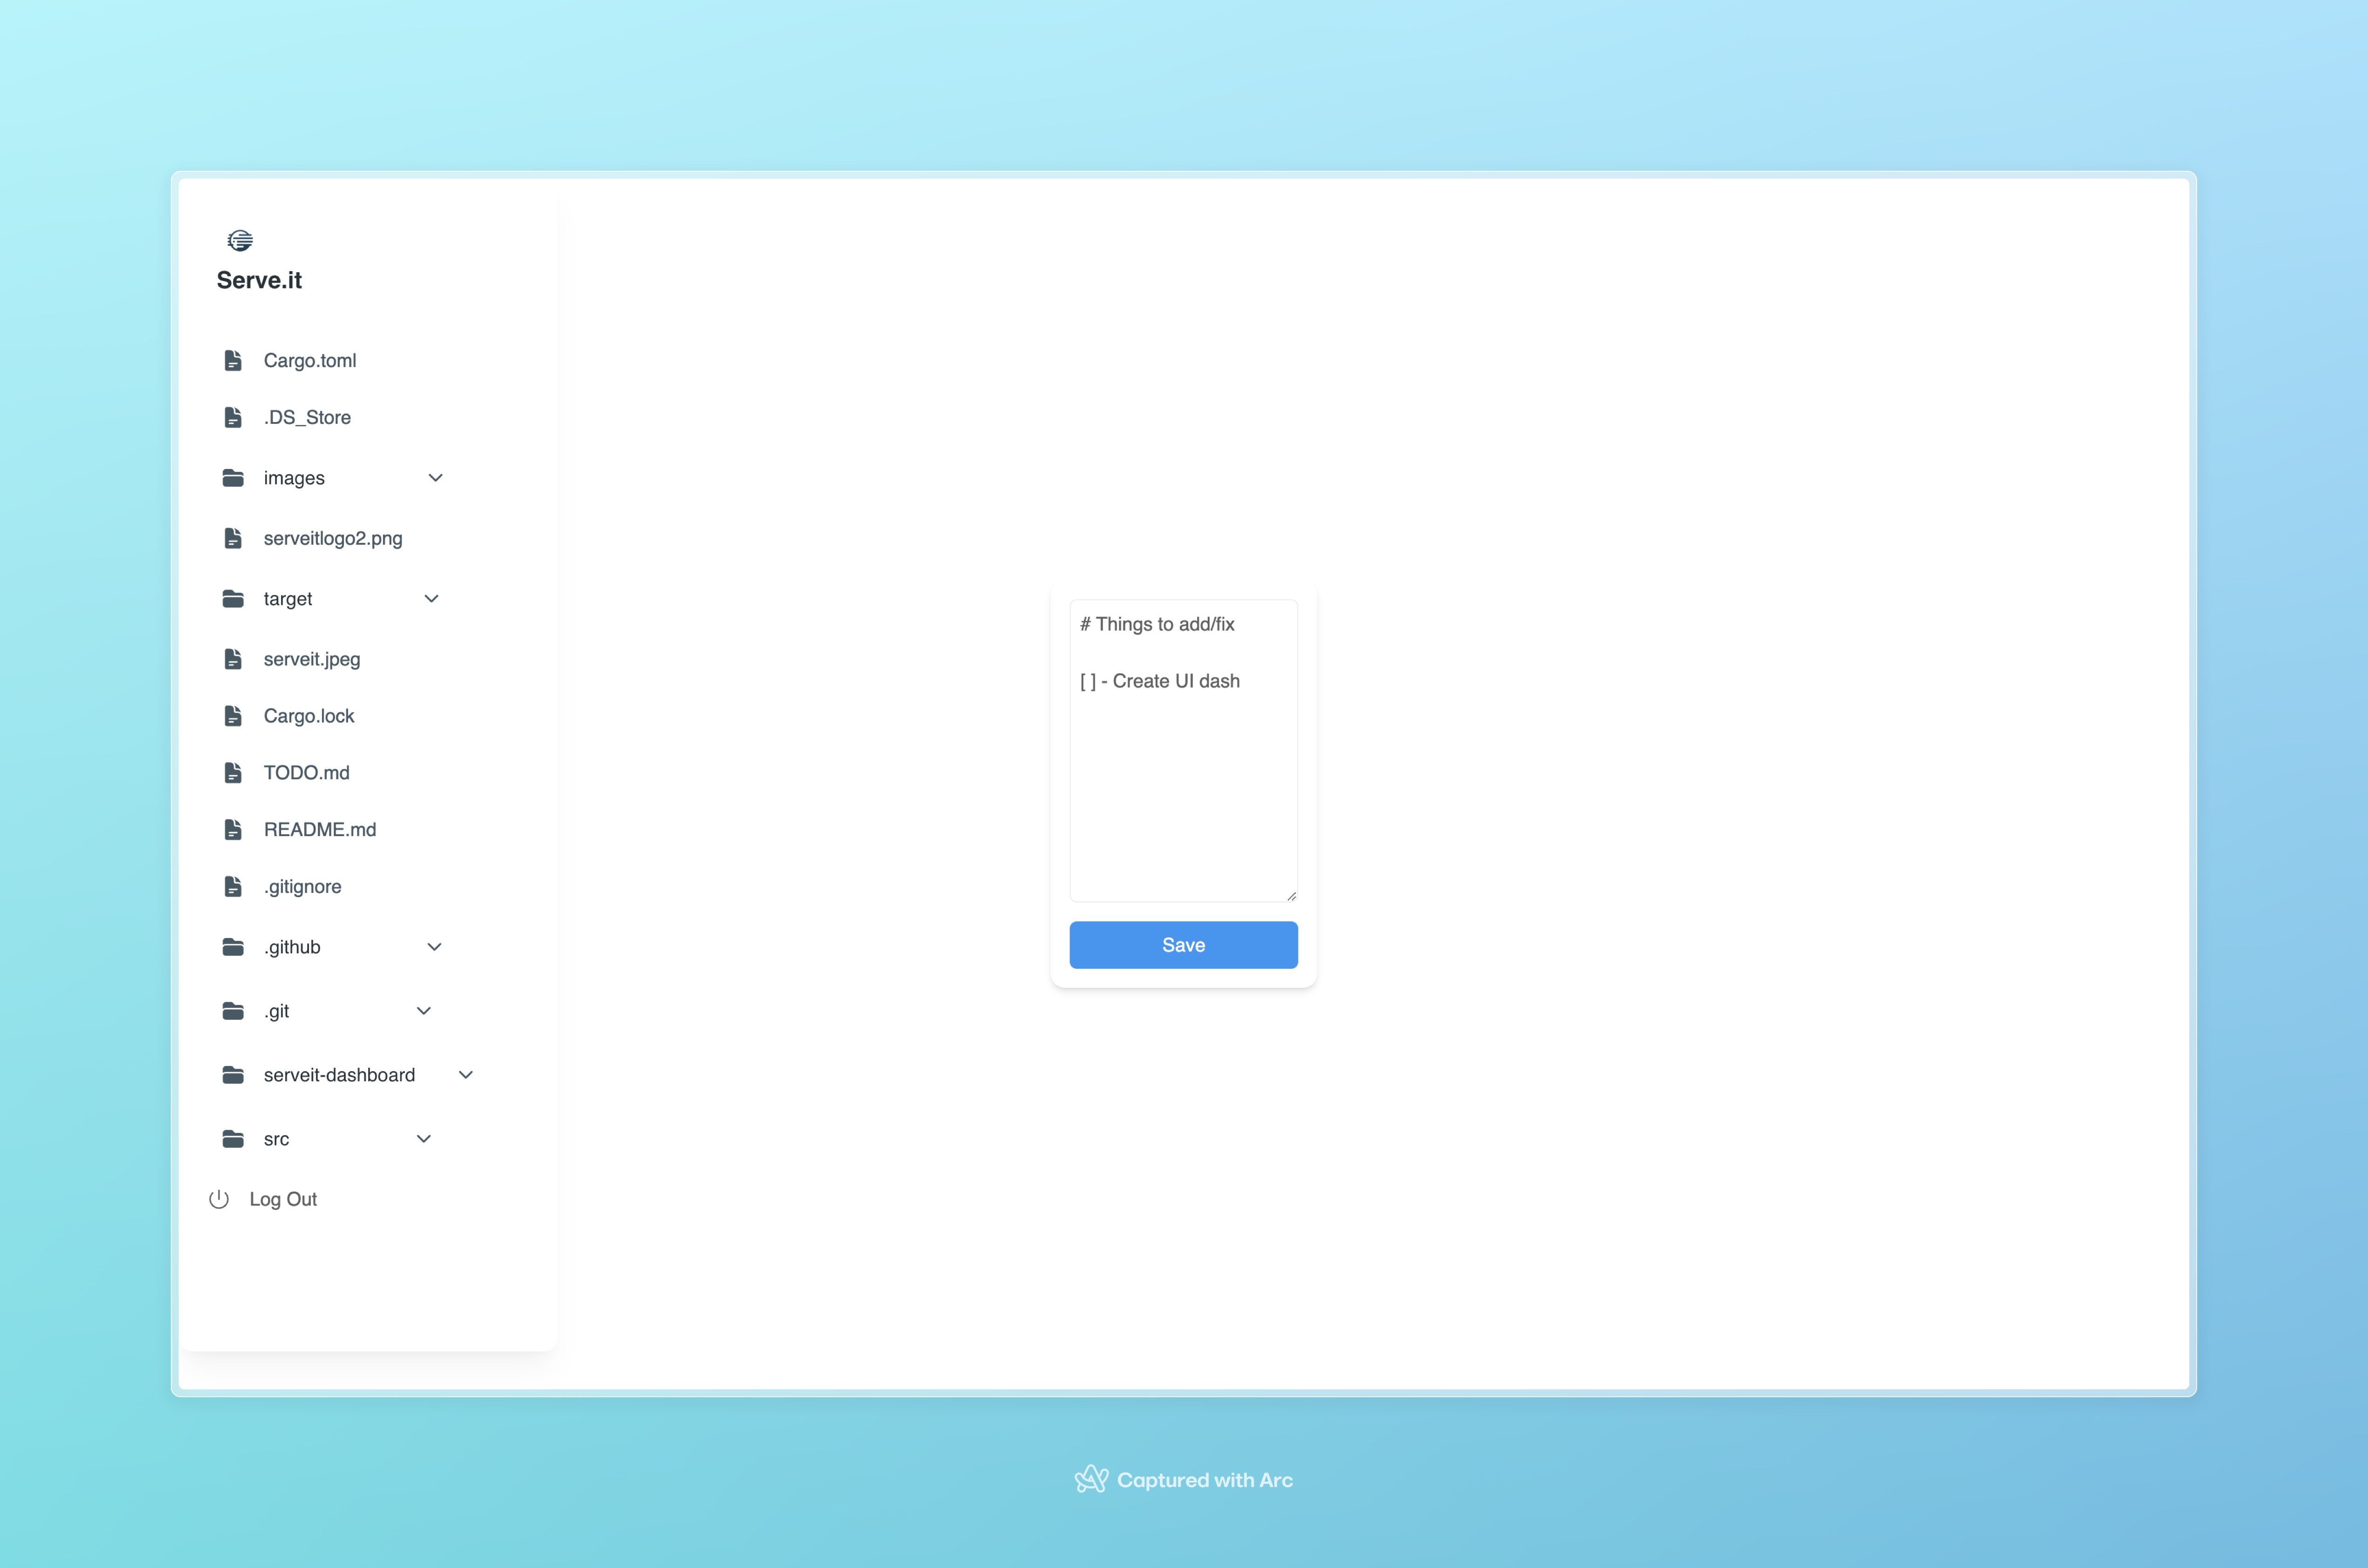 Serve.it
Cargo.toml
.DS_Store
images
serveitlogo2.png
target
serveit.jpeg
Cargo.lock
TODO.md
README.md
.gitignore
.github
.git
serveit-dashboard
src
Log Out
# Things to add/fix
[ ] - Create UI dash
Save
Captured with Arc